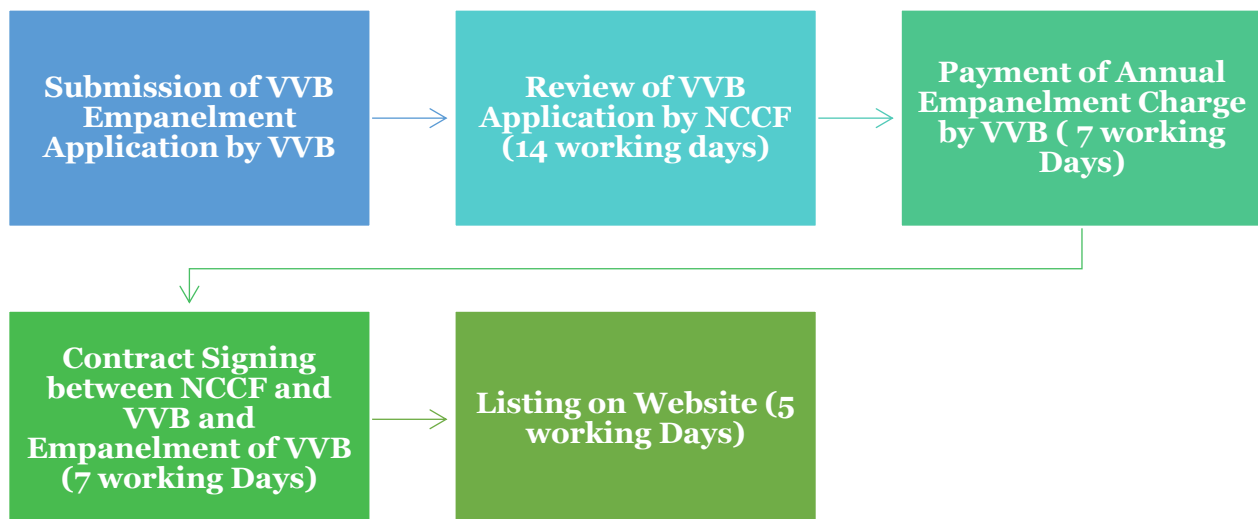 Submission of VVB
Empanelment
Application by VVB
Review of VVB
Application by NCCF
(14 working days)
Payment of Annual
Empanelment Charge
by VVB ( 7 working
Days)
Contract Signing
between NCCF and
VVB and
Empanelment of VVB
(7 working Days)
Listing on Website (5
working Days)